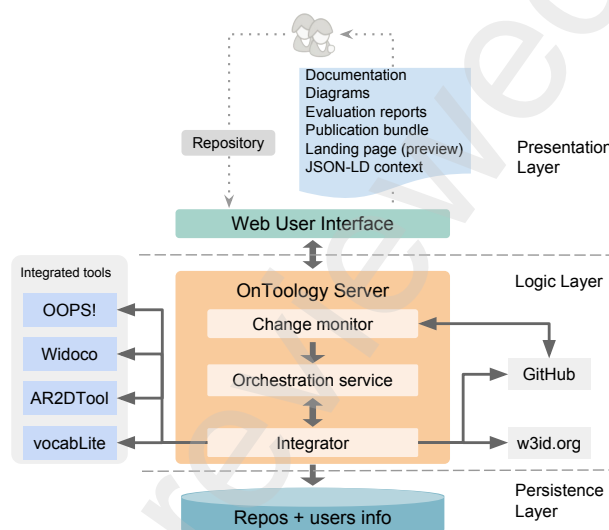 Documentation
Diagrams
Evaluation reports
Publication bundle
Landing page (preview)
JSON-LD context
Repository
Presentation
Layer
Web User Interface
Integrated tools
OOPS!
Widoco
AR2DTool
vocabLite
OnToology Server
Change monitor
Orchestration service
Integrator
Logic Layer
GitHub
w3id.org
Persistence
Layer
Repos + users info